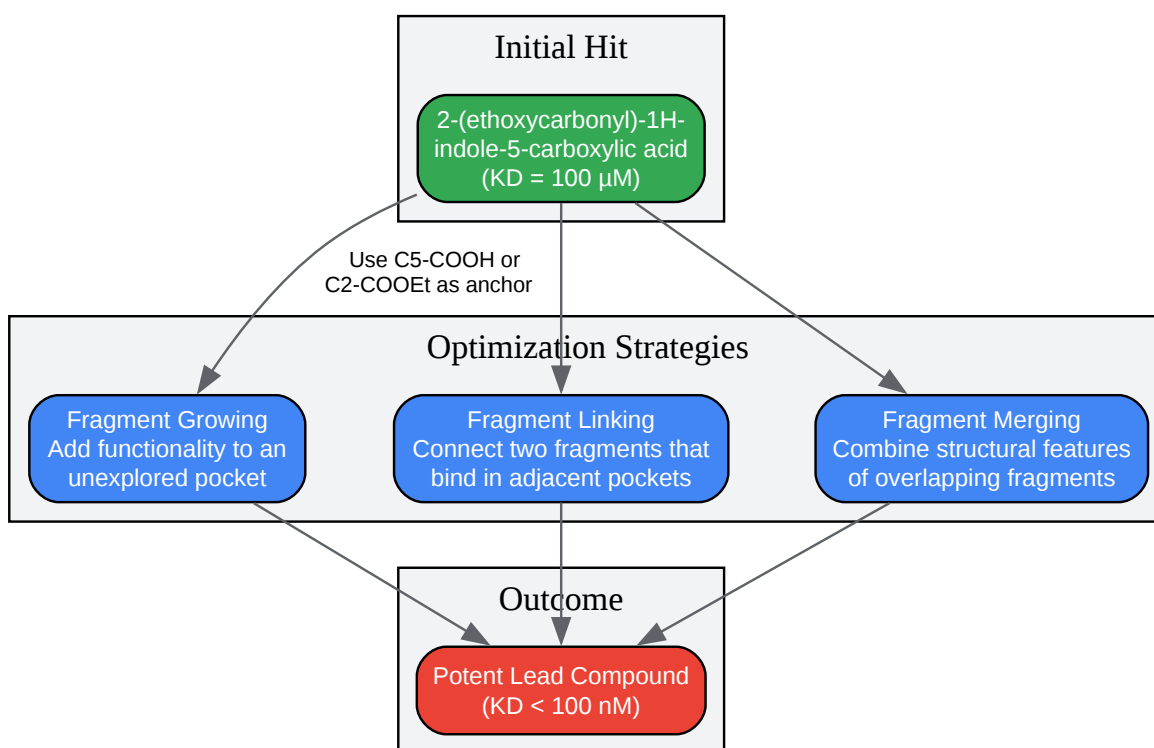 Initial Hit
2-(ethoxycarbonyl)-1H-
indole-5-carboxylic acid
(KD = 100 µM)
Use C5-COOH or
C2-COOEt as anchor
Optimization Strategies
Fragment Growing
Add functionality to an
unexplored pocket
Fragment Linking
Connect two fragments that
bind in adjacent pockets
Fragment Merging
Combine structural features
of overlapping fragments
Outcome
Potent Lead Compound
(KD < 100 nM)